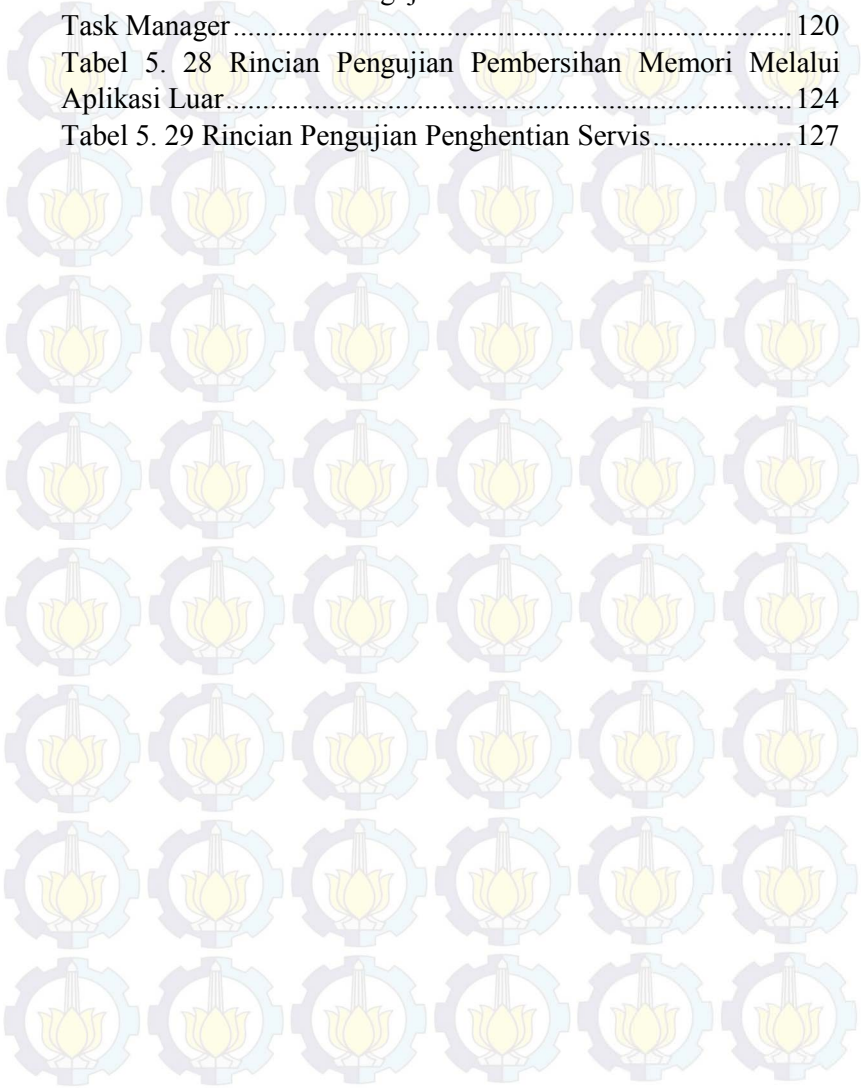 Task Manager........................................................................ 120
Tabel 5. 28 Rincian Pengujian Pembersihan Memori Melalui
Aplikasi Luar......................................................................... 124
Tabel 5. 29 Rincian Pengujian Penghentian Servis.................. 127